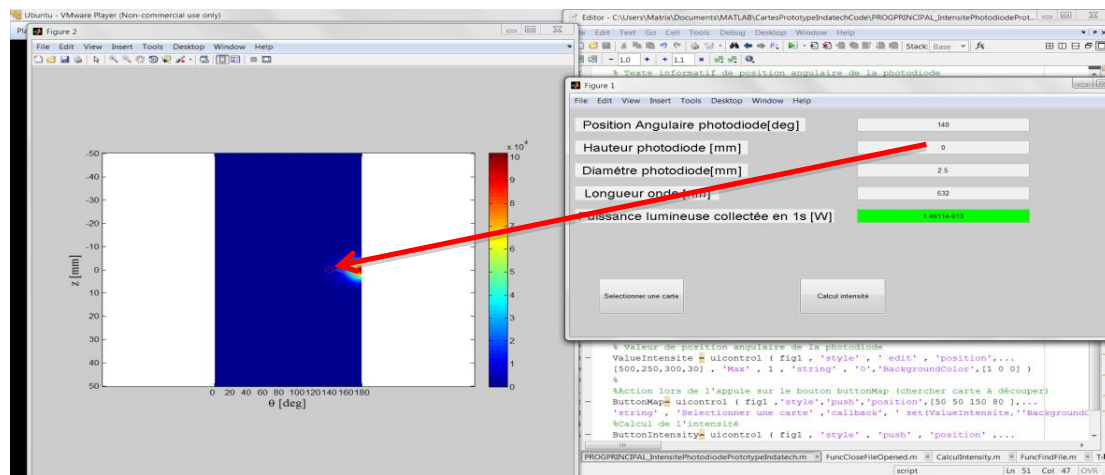 Ubuntu - VMware Player (Non-commercial use only)
Figure 2
File Edit View Insert Tools Desktop Window Help
x 10^4
-50
-40
-30
-20
-10
0
10
20
30
40
50
z [mm]
0 20 40 60 80 100 120 140 160 180
θ [deg]
10
9
8
7
6
5
4
3
2
1
0
Editor - C:\Users\Matrix\Documents\MATLAB\CartesPrototypeIndatechCode\PROGPRINCIPAL_IntensitePhotodiodeProt...
Edit Text Go Cell Tools Debug Desktop Window Help
Stack: Base
- 1.0 + ÷ 1.1 ×
% Texte informatif de position angulaire de la photodiode
Figure 1
File Edit View Insert Tools Desktop Window Help
Position Angulaire photodiode[deg] 140
Hauteur photodiode [mm] 0
Diamétre photodiode[mm] 2.5
Longueur onde [nm] 532
Puissance lumineuse collectée en 1s [W] 1.4611e-013
Selectionner une carte
Calcul intensité
% Valeur de position angulaire de la photodiode
ValueIntensite = uicontrol ( fig1 , 'style' , ' edit' , 'position',...
[500,250,300,30] , 'Max' , 1 , 'string' , '0','BackgroundColor',[1 0 0] )
%
%Action lors de l'appuie sur le bouton buttonMap (chercher carte à découper)
ButtonMap= uicontrol ( fig1 ,'style','push','position',[50 50 150 80 ],...
'string' , 'Selectionner une carte' ,'callback', ' set(ValueIntensite,''Background
%Calcul de l'intensité
ButtonIntensity= uicontrol ( fig1 , 'style' , 'push' , 'position' ,...
PROGPRINCIPAL_IntensitePhotodiodePrototypeIndatech.m × FuncCloseFileOpened.m × CalculIntensity.m × FuncFindFile.m ×
script Ln 51 Col 47 OVR